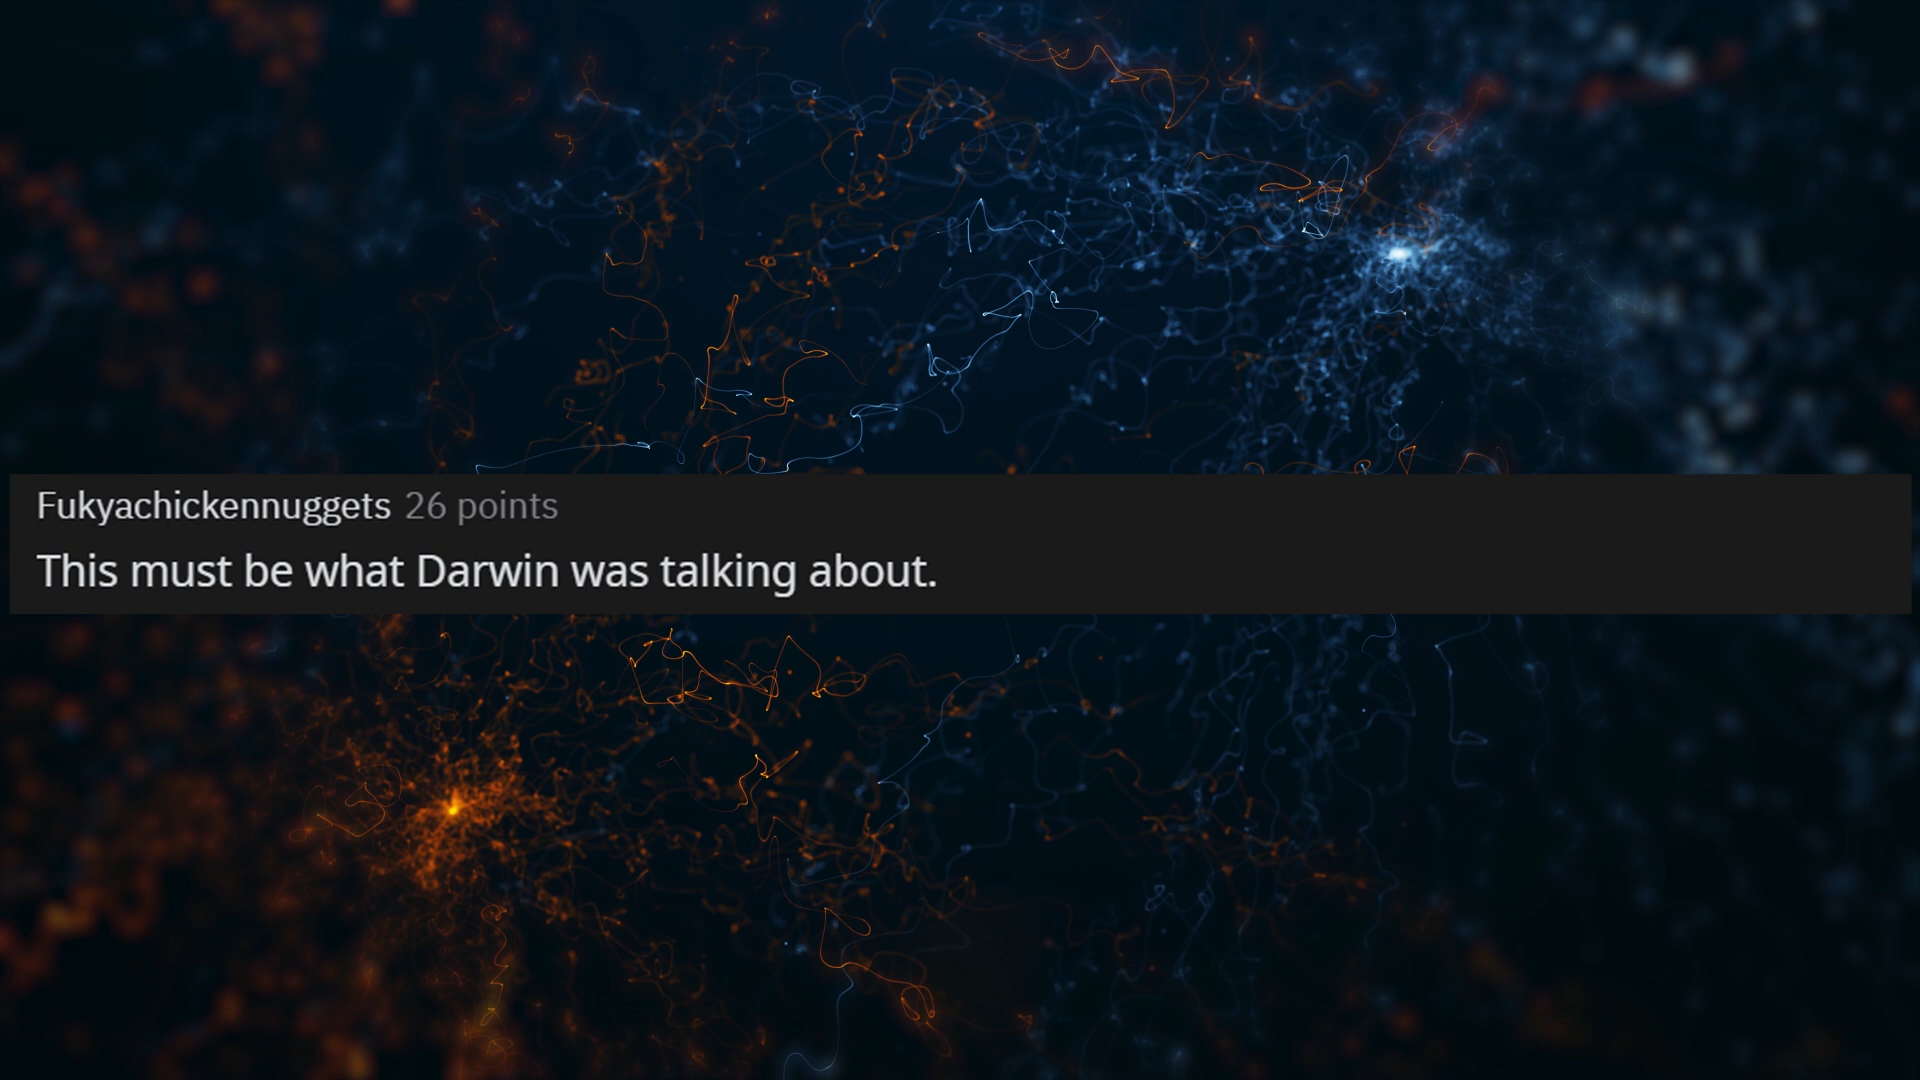 Fukyachickennuggets 26 points
This must be what Darwin was talking about.